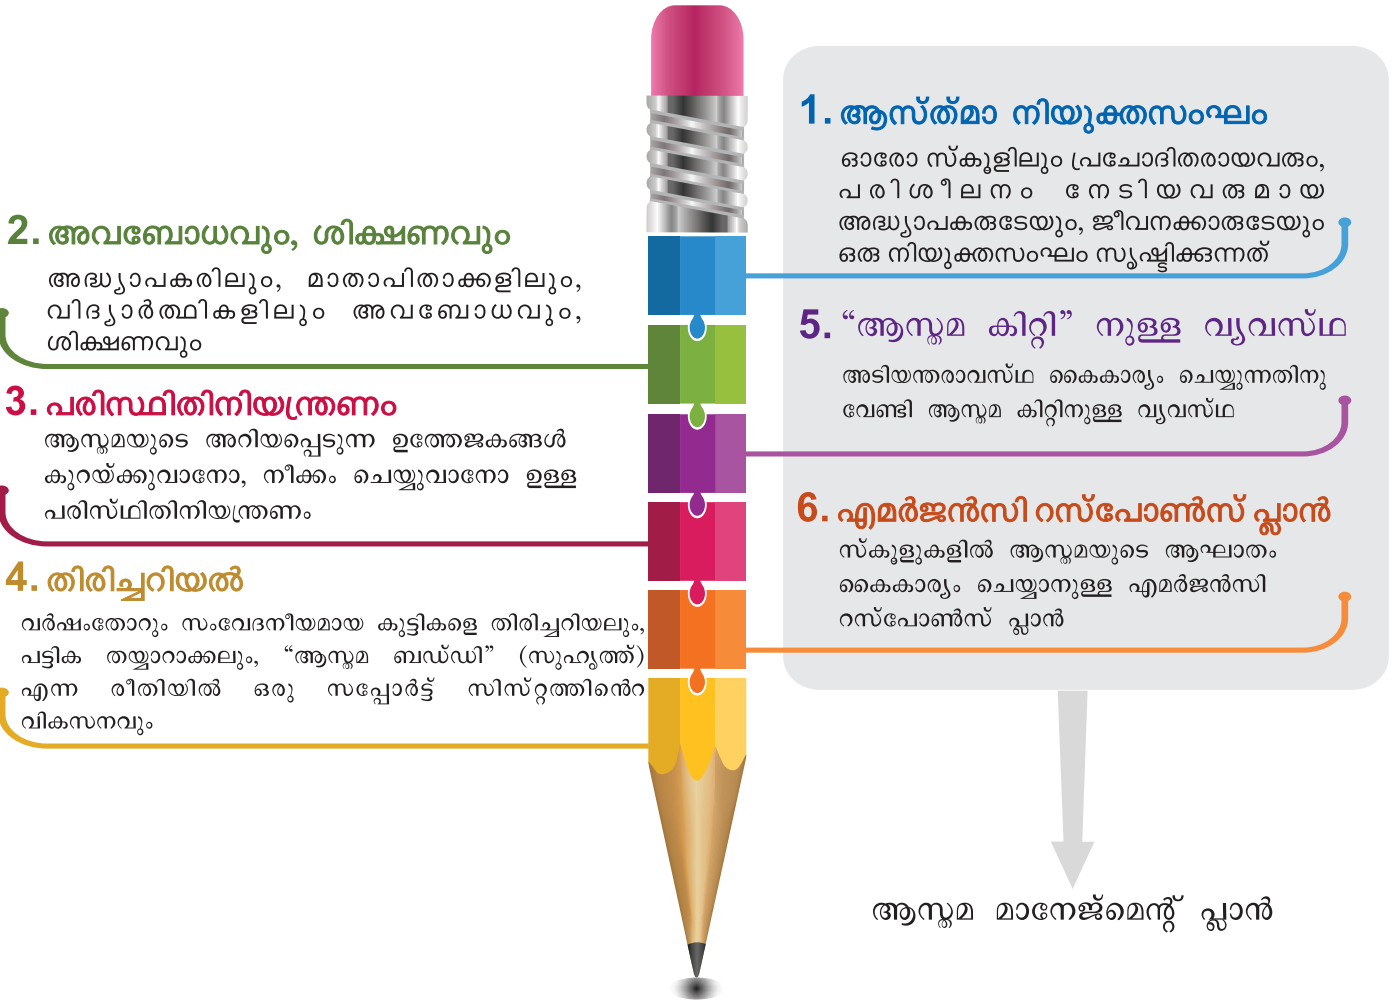 1. ആസ്ത്മാ നിയുക്തസംഘം
ഓരോ സ്കൂളിലും പ്രചോദിതരായവരും,
പരിശീലനം നേടിയവരുമായ
അദ്ധ്യാപകരുടേയും, ജീവനക്കാരുടേയും
ഒരു നിയുക്തസംഘം സൃഷ്ടിക്കുന്നത്
2. അവബോധവും, ശിക്ഷണവും
അദ്ധ്യാപകരിലും, മാതാപിതാക്കളിലും,
വിദ്യാർത്ഥികളിലും അവബോധവും,
ശിക്ഷണവും
3. പരിസ്ഥിതിനിയന്ത്രണം
ആസ്തമയുടെ അറിയപ്പെടുന്ന ഉത്തേജകങ്ങൾ
കുറയ്ക്കുവാനോ, നീക്കം ചെയ്യുവാനോ ഉള്ള
പരിസ്ഥിതിനിയന്ത്രണം
4. തിരിച്ചറിയൽ
വർഷംതോറും സംവേദനീയമായ കുട്ടികളെ തിരിച്ചറിയലും,
പട്ടിക തയ്യാറാക്കലും, “ആസ്തമ ബഡ്ഡി” (സുഹൃത്ത്)
എന്ന രീതിയിൽ ഒരു സപ്പോർട്ട് സിസ്റ്റത്തിൻെറ
വികസനവും
5. “ആസ്തമ കിറ്റി” നുള്ള വ്യവസ്ഥ
അടിയന്തരാവസ്ഥ കൈകാര്യം ചെയ്യുന്നതിനു
വേണ്ടി ആസ്തമ കിറ്റിനുള്ള വ്യവസ്ഥ
6. എമർജൻസി റസ്പോൺസ് പ്ലാൻ
സ്കൂളുകളിൽ ആസ്തമയുടെ ആഘാതം
കൈകാര്യം ചെയ്യാനുള്ള എമർജൻസി
റസ്പോൺസ് പ്ലാൻ
ആസ്തമ മാനേജ്മെന്റ് പ്ലാൻ